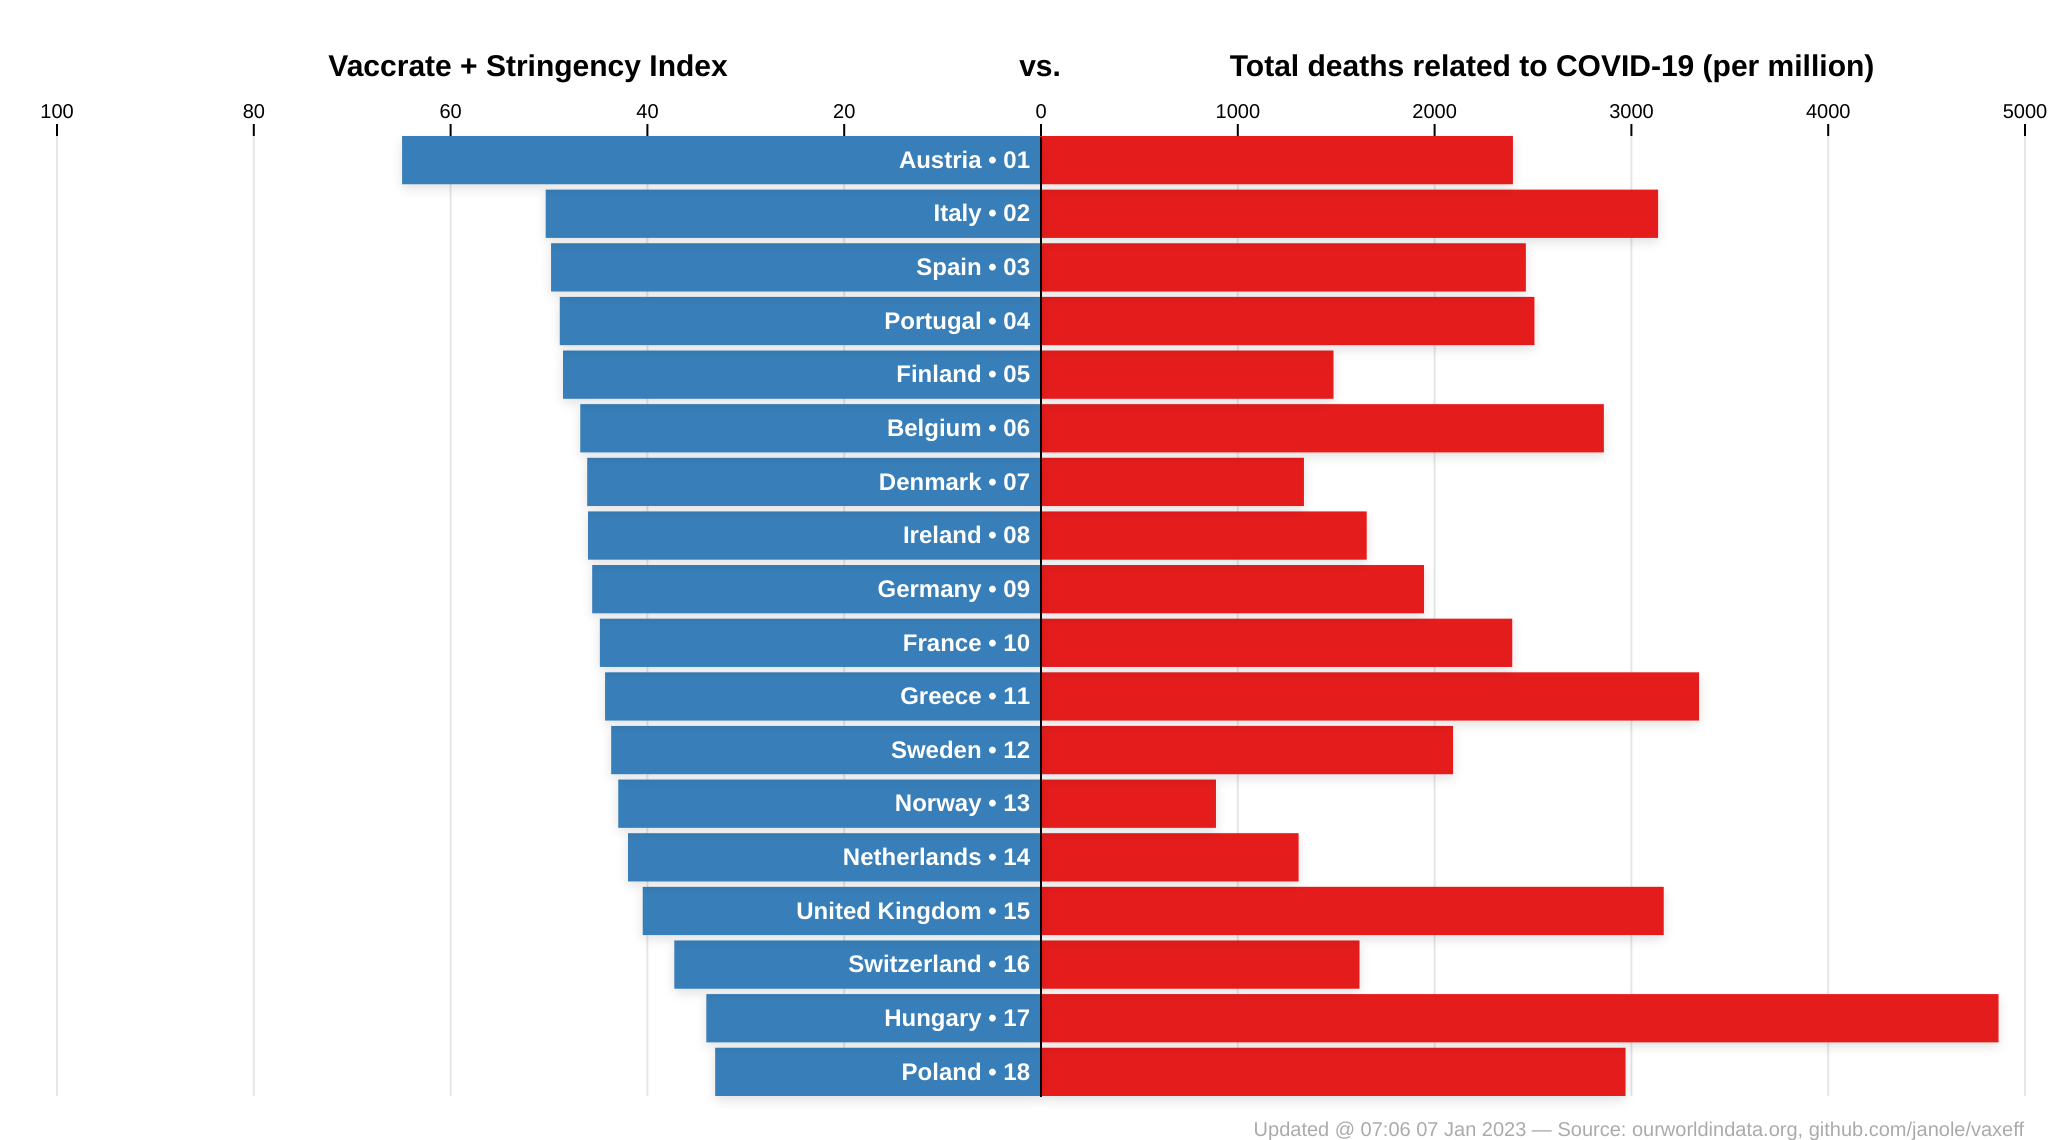 Vaccrate + Stringency Index vs. Total deaths related to COVID-19 (per million)
100 80 60 40 20 0 1000 2000 3000 4000 5000
Austria • 01
Italy • 02
Spain • 03
Portugal • 04
Finland • 05
Belgium • 06
Denmark • 07
Ireland • 08
Germany • 09
France • 10
Greece • 11
Sweden • 12
Norway • 13
Netherlands • 14
United Kingdom • 15
Switzerland • 16
Hungary • 17
Poland • 18
Updated @ 07:06 07 Jan 2023 — Source: ourworldindata.org, github.com/janole/vaxeff